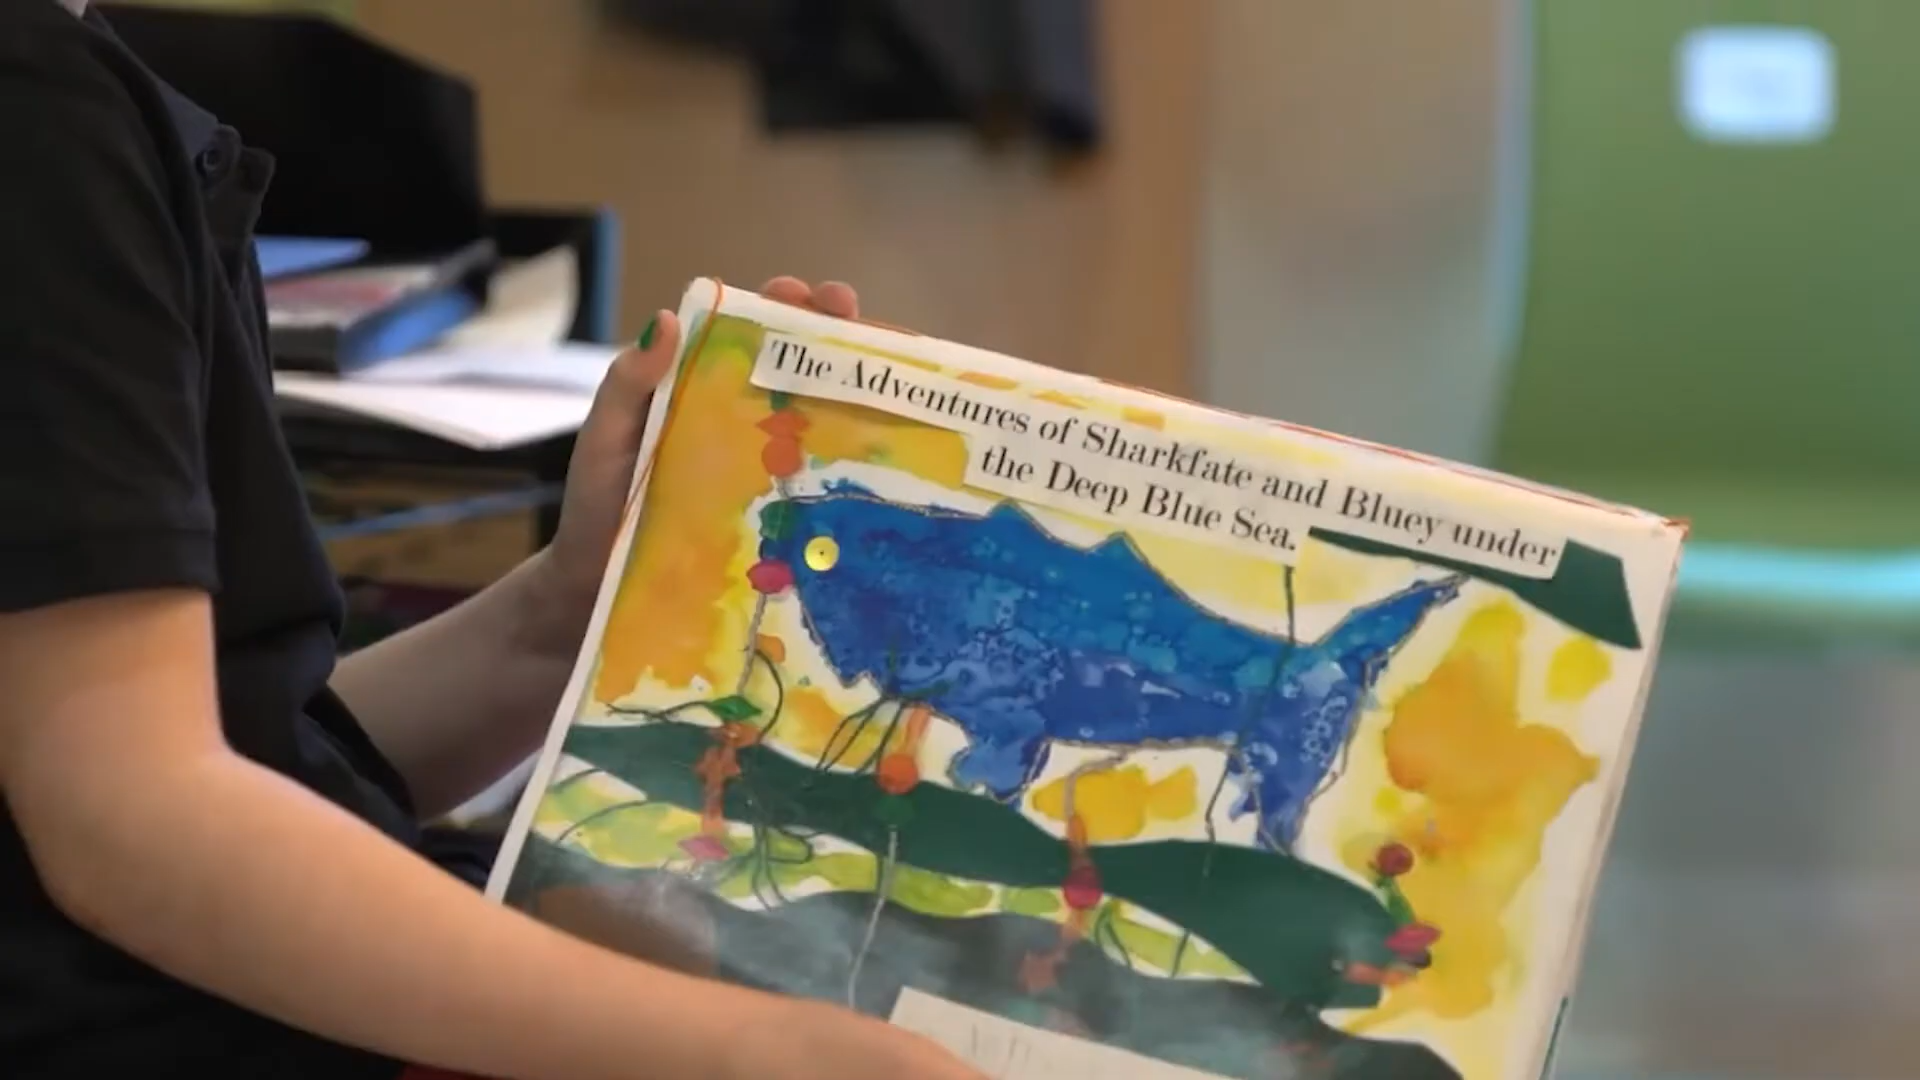 The Adventures of Sharkfate and Bluey under
the Deep Blue Sea.